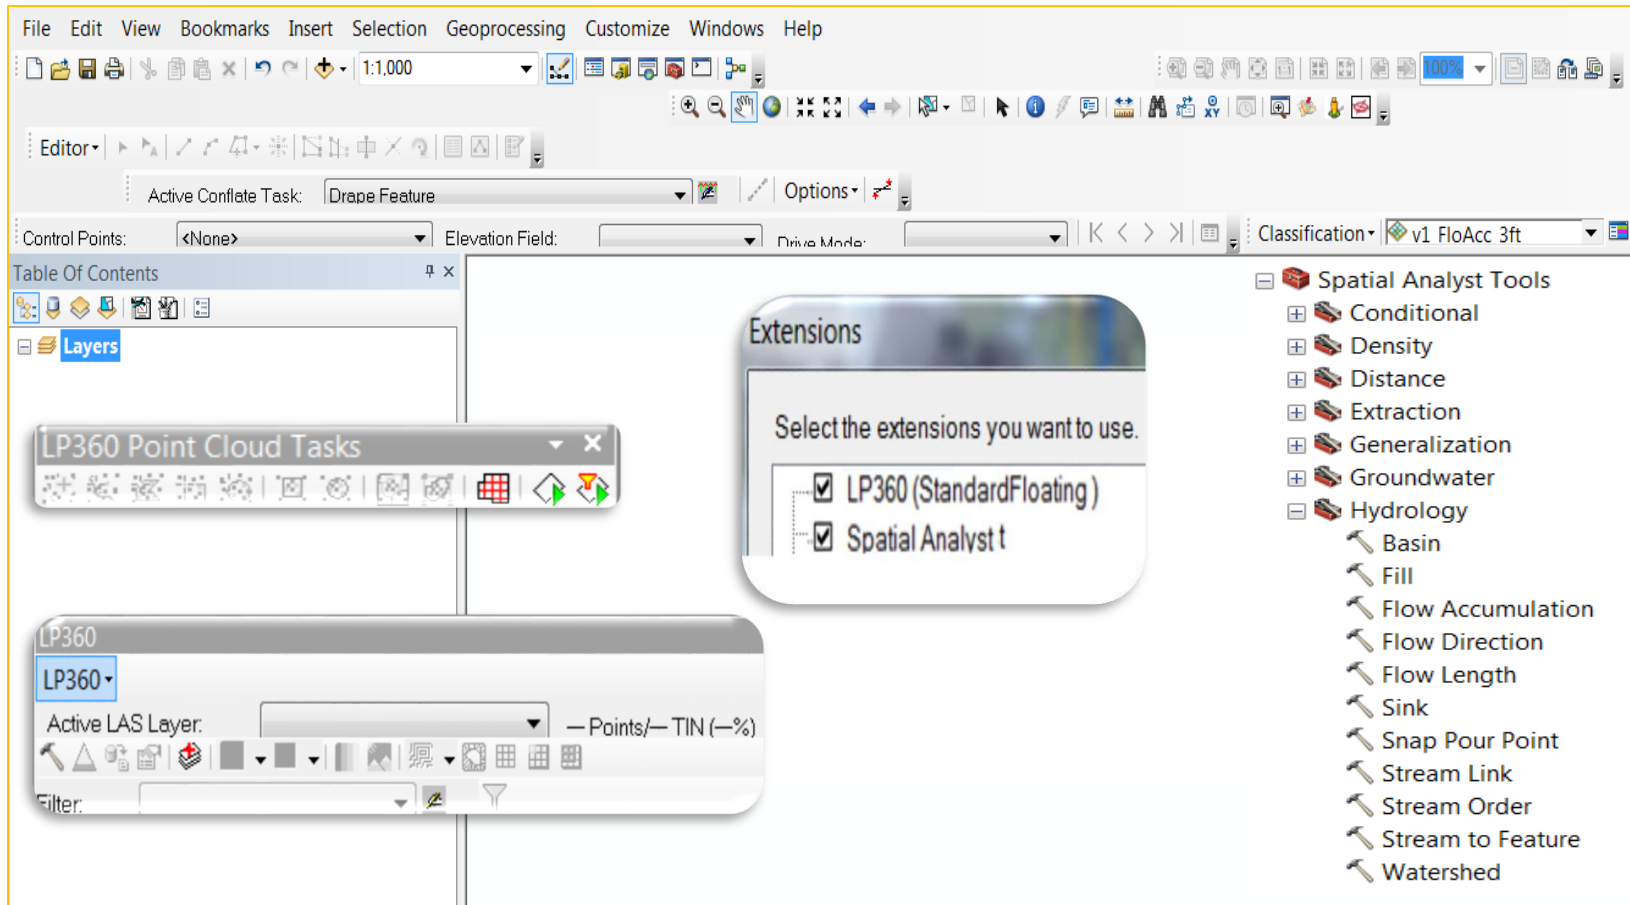 File Edit View Bookmarks Insert Selection Geoprocessing Customize Windows Help
1:1,000
100%
Editor
Active Conflate Task: Drape Feature Options
Control Points: <None> Elevation Field: Drive Mode: Classification v1 FloAcc 3ft
Table Of Contents
Layers
LP360 Point Cloud Tasks
LP360
LP360
Active LAS Layer: — Points/— TIN (—%)
Filter:
Extensions
Select the extensions you want to use.
LP360 (StandardFloating )
Spatial Analyst t
Spatial Analyst Tools
Conditional
Density
Distance
Extraction
Generalization
Groundwater
Hydrology
Basin
Fill
Flow Accumulation
Flow Direction
Flow Length
Sink
Snap Pour Point
Stream Link
Stream Order
Stream to Feature
Watershed